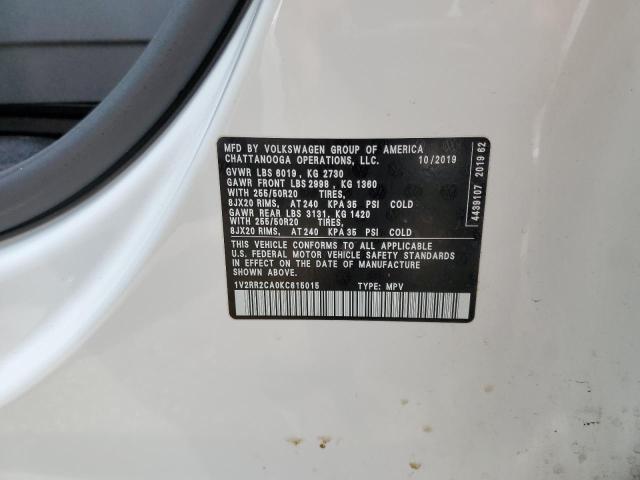 MFD BY VOLKSWAGEN GROUP OF AMERICA
CHATTANOOGA OPERATIONS, LLC. 10/2019
GVWR LBS 6019 , KG 2730
GAWR FRONT LBS 2998 , KG 1360
WITH 255/50R20 TIRES,
8JX20 RIMS, AT 240 KPA 35 PSI COLD
GAWR REAR LBS 3131, KG 1420
WITH 255/50R20 TIRES,
8JX20 RIMS, AT 240 KPA 35 PSI COLD
THIS VEHICLE CONFORMS TO ALL APPLICABLE
U.S. FEDERAL MOTOR VEHICLE SAFETY STANDARDS
IN EFFECT ON THE DATE OF MANUFACTURE
SHOWN ABOVE.
1V2RR2CA0KC615015 TYPE: MPV
4439107 2019 62